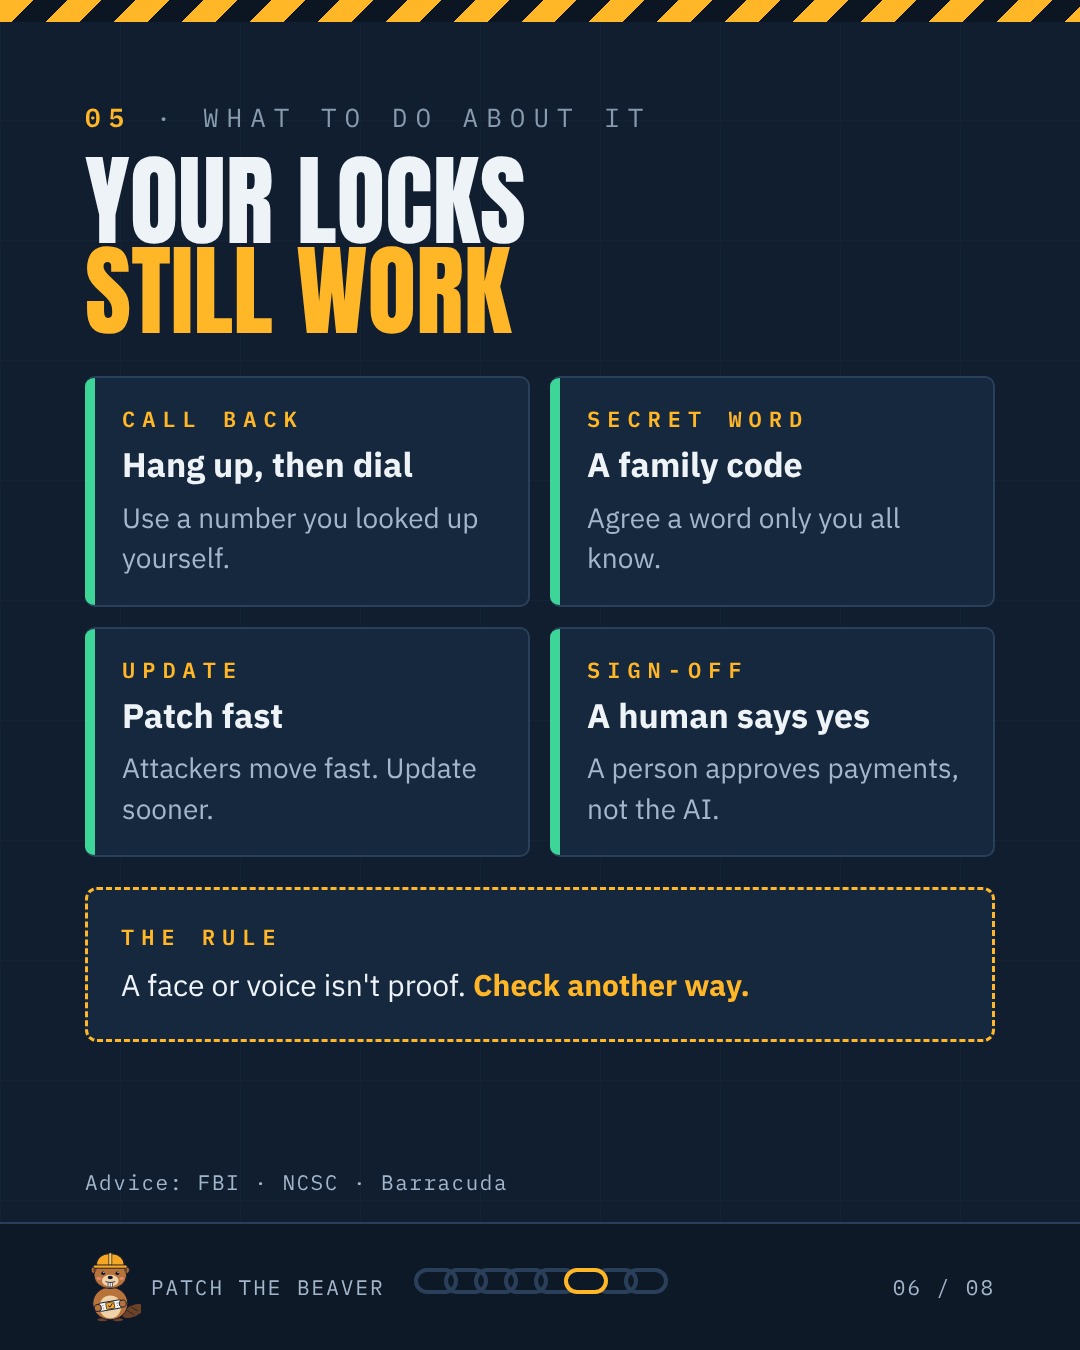 05 · WHAT TO DO ABOUT IT
YOUR LOCKS
STILL WORK
CALL BACK
Hang up, then dial
Use a number you looked up
yourself.
SECRET WORD
A family code
Agree a word only you all
know.
UPDATE
Patch fast
Attackers move fast. Update
sooner.
SIGN-OFF
A human says yes
A person approves payments,
not the AI.
THE RULE
A face or voice isn't proof. Check another way.
Advice: FBI · NCSC · Barracuda
PATCH THE BEAVER
06 / 08